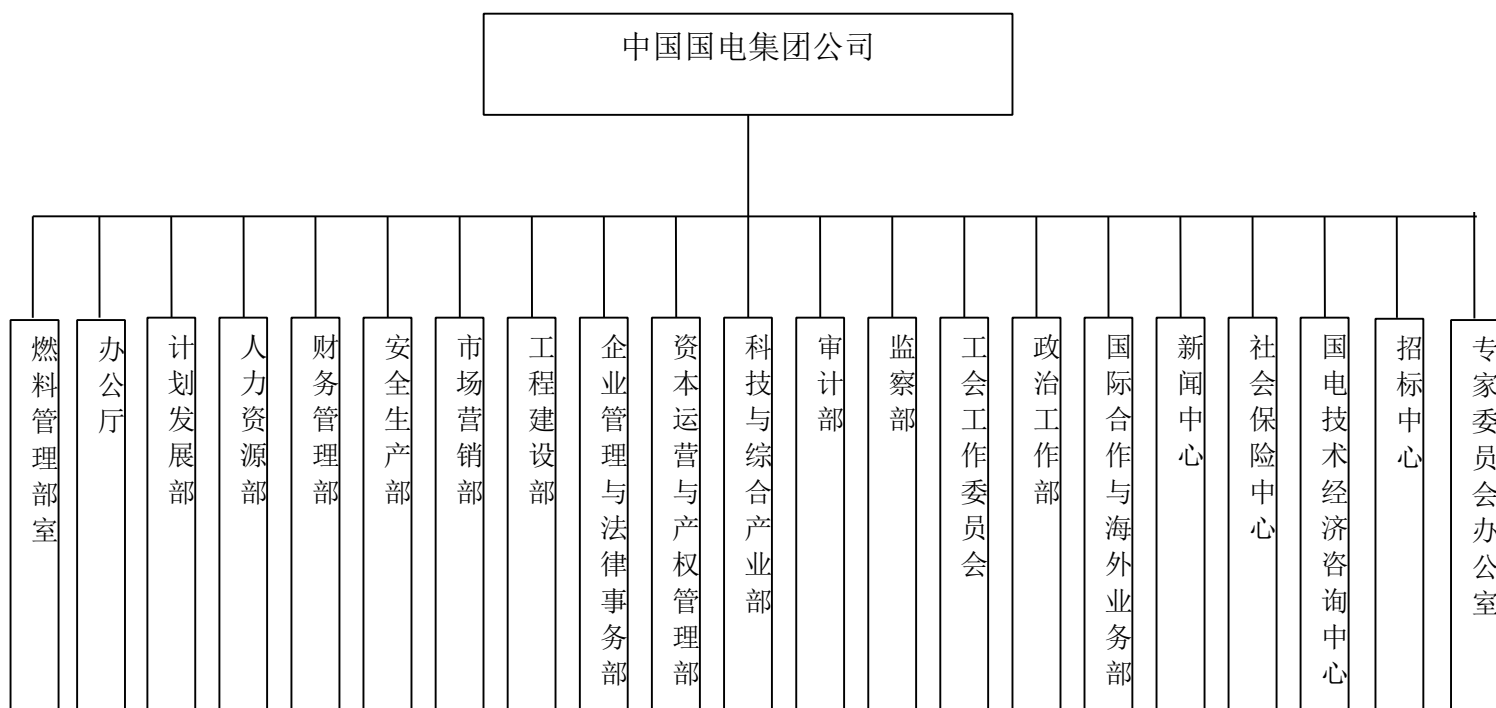 中国国电集团公司
燃料管理部室
办公厅
计划发展部
人力资源部
财务管理部
安全生产部
市场营销部
工程建设部
企业管理与法律事务部
资本运营与产权管理部
科技与综合产业部
审计部
监察部
工会工作委员会
政治工作部
国际合作与海外业务部
新闻中心
社会保险中心
国电技术经济咨询中心
招标中心
专家委员会办公室